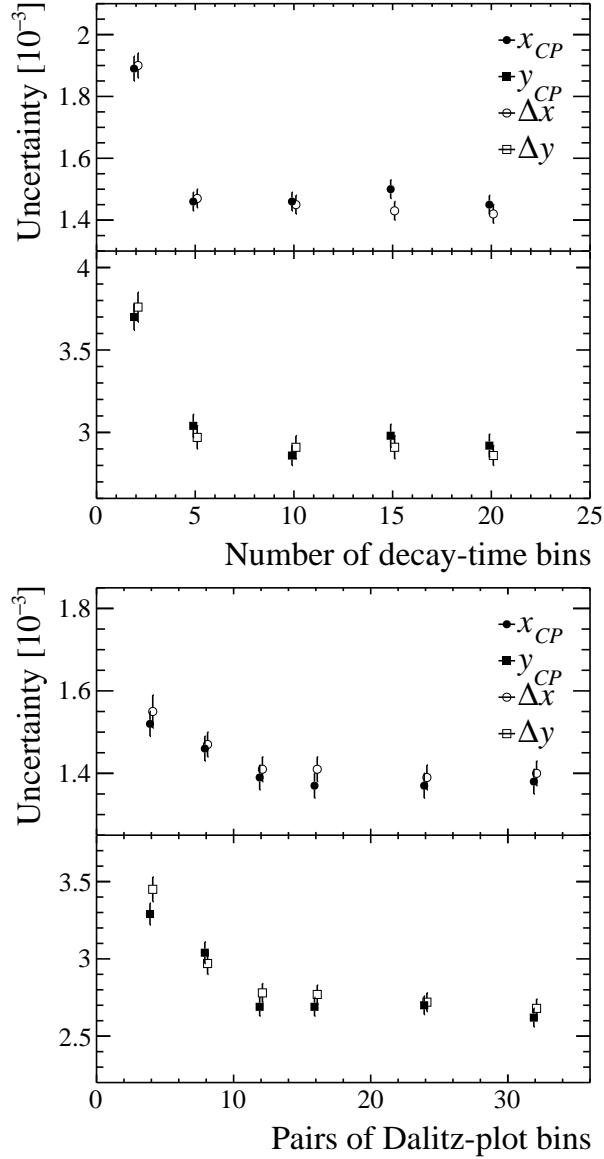 Uncertainty [10⁻³]
2
1.8
1.6
1.4
x_CP
y_CP
Δx
Δy
4
3.5
3
0 5 10 15 20 25
Number of decay-time bins
Uncertainty [10⁻³]
1.8
1.6
1.4
x_CP
y_CP
Δx
Δy
3.5
3
2.5
0 10 20 30
Pairs of Dalitz-plot bins